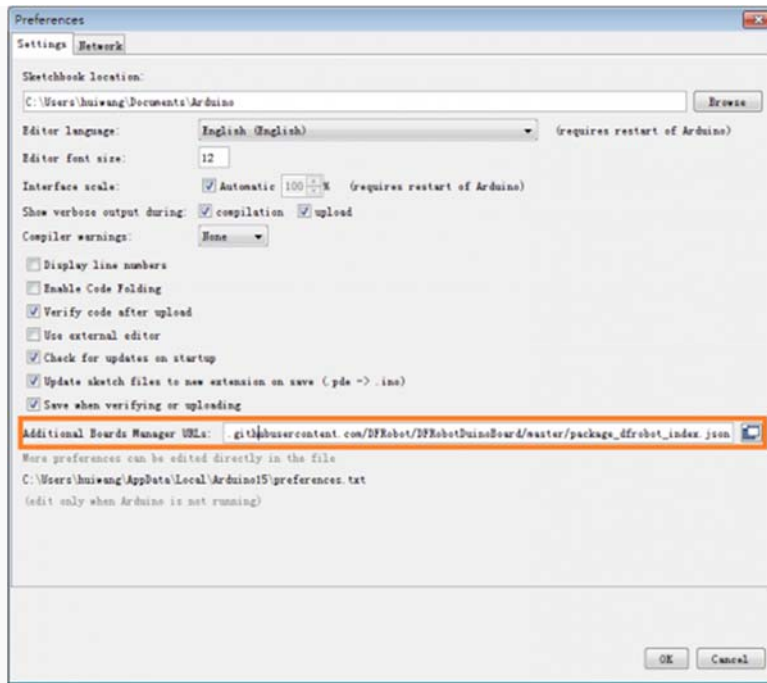 Preferences
Settings Network
Sketchbook location:
C:\Users\huiwang\Documents\Arduino Browse
Editor language: English (English) (requires restart of Arduino)
Editor font size: 12
Interface scale: Automatic 100 % (requires restart of Arduino)
Show verbose output during: compilation upload
Compiler warnings: None
Display line numbers
Enable Code Folding
Verify code after upload
Use external editor
Check for updates on startup
Update sketch files to new extension on save (.pde -> .ino)
Save when verifying or uploading
Additional Boards Manager URLs: .githubusercontent.com/DFRobot/DFRobotDuinoBoard/master/package_dfrobot_index.json
More preferences can be edited directly in the file
C:\Users\huiwang\AppData\Local\Arduino15\preferences.txt
(edit only when Arduino is not running)
OK Cancel